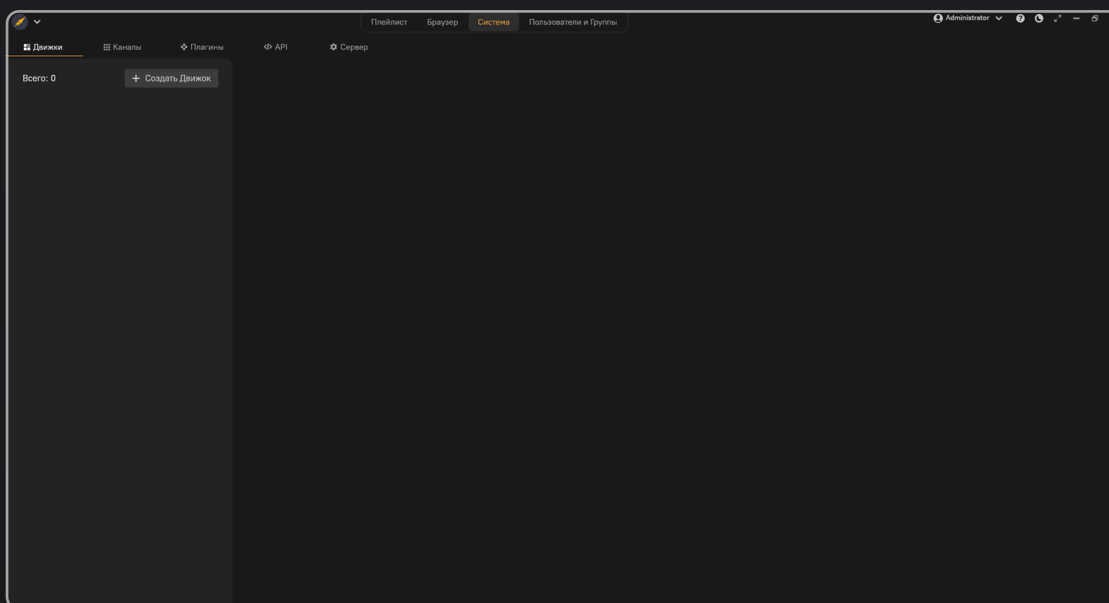 Плейлист Браузер Система Пользователи и Группы Administrator
Движки Каналы Плагины API Сервер
Всего: 0 + Создать Движок